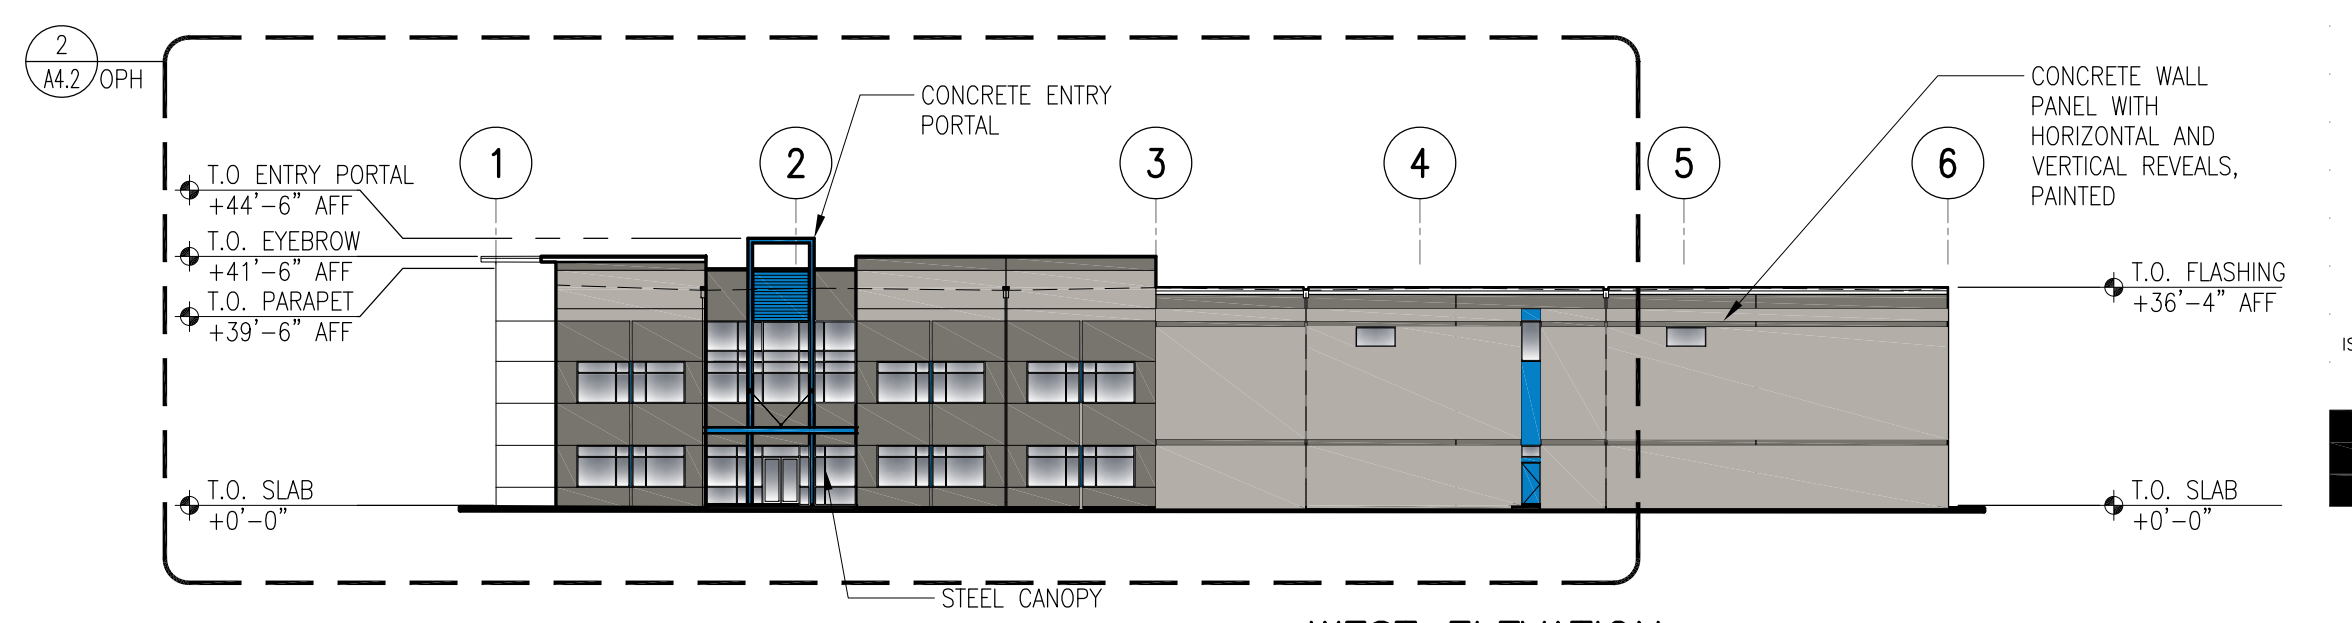 2
A4.2 OPH
CONCRETE ENTRY
PORTAL
CONCRETE WALL
PANEL WITH
HORIZONTAL AND
VERTICAL REVEALS,
PAINTED
1
2
3
4
5
6
T.O ENTRY PORTAL
+44'-6" AFF
T.O. EYEBROW
+41'-6" AFF
T.O. PARAPET
+39'-6" AFF
T.O. FLASHING
+36'-4" AFF
T.O. SLAB
+0'-0"
T.O. SLAB
+0'-0"
STEEL CANOPY
WEST ELEVATION